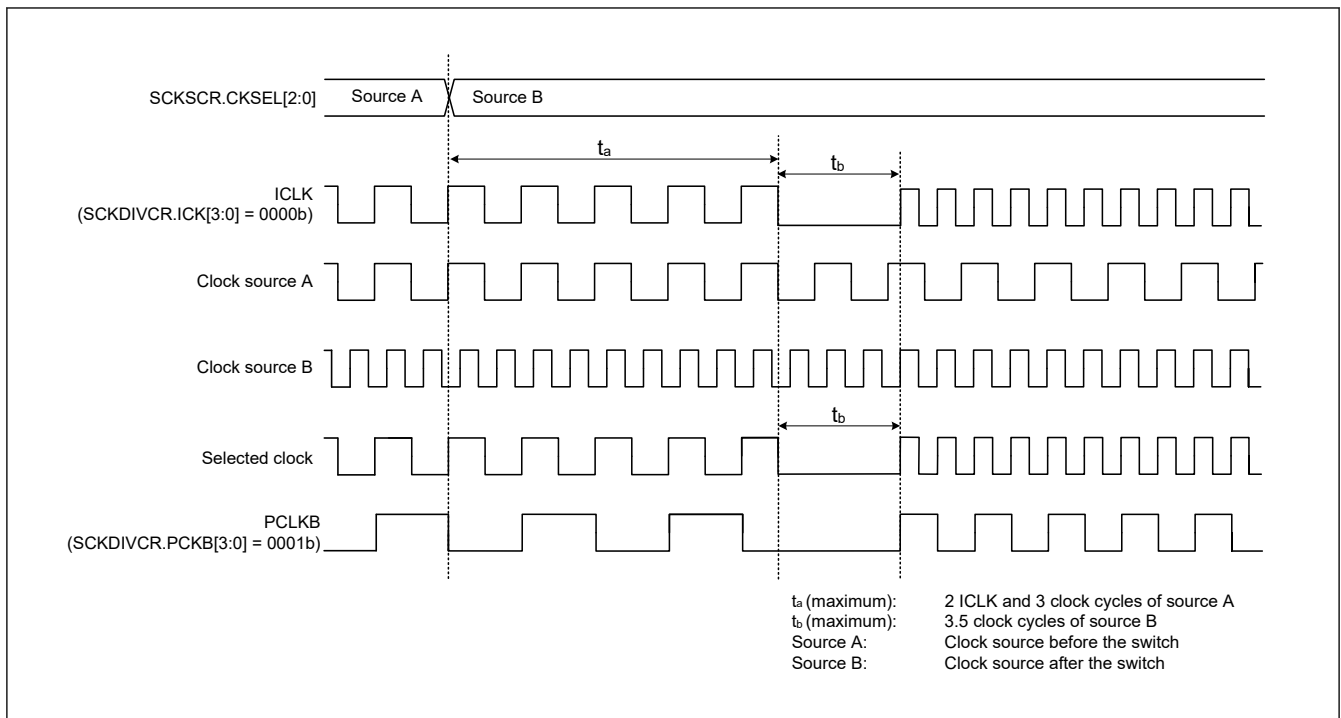 SCKSCR.CKSEL[2:0] Source A Source B
ta tb
ICLK
(SCKDIVCR.ICK[3:0] = 0000b)
Clock source A
Clock source B
tb
Selected clock
PCLKB
(SCKDIVCR.PCKB[3:0] = 0001b)
ta (maximum): 2 ICLK and 3 clock cycles of source A
tb (maximum): 3.5 clock cycles of source B
Source A: Clock source before the switch
Source B: Clock source after the switch